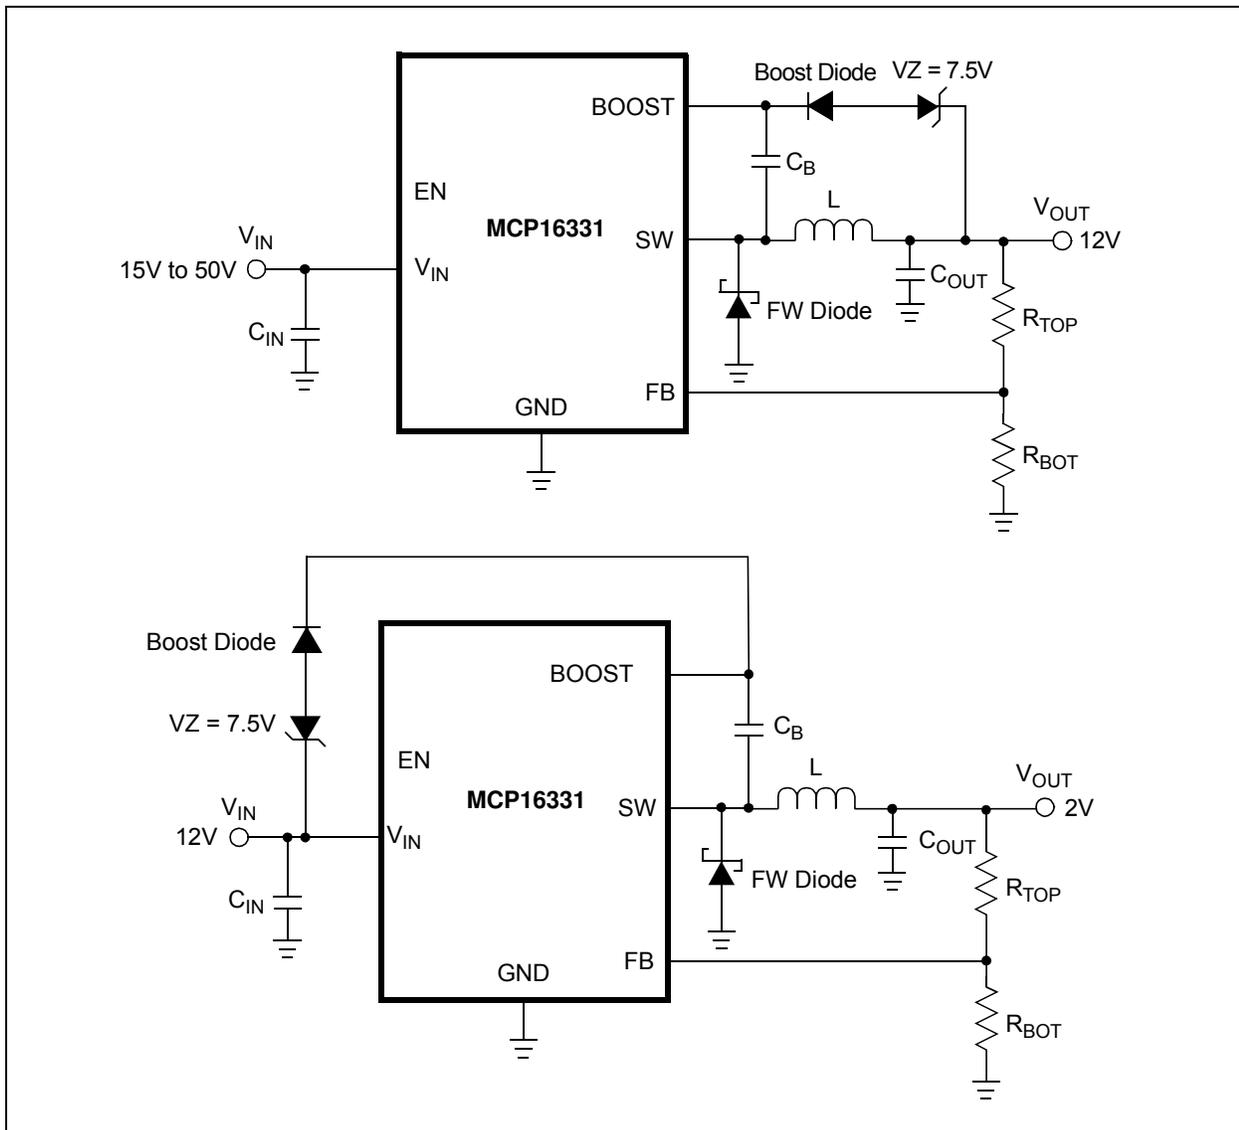 Boost Diode VZ = 7.5V
BOOST
C_B
EN
L
V_OUT
MCP16331
SW
12V
V_IN
15V to 50V
V_IN
C_OUT
FW Diode
R_TOP
C_IN
FB
GND
R_BOT
Boost Diode
BOOST
VZ = 7.5V
C_B
EN
L
V_OUT
MCP16331
SW
2V
V_IN
12V
V_IN
C_OUT
FW Diode
R_TOP
C_IN
FB
GND
R_BOT